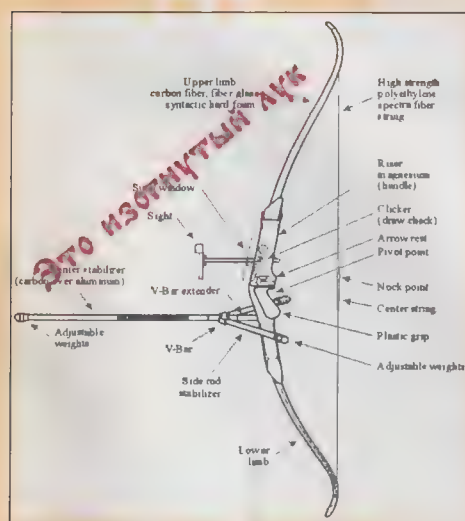 Upper limb
carbon fiber, fiber glass
syntactic hard foam
High strength
polyethylene
spectra fiber
string
Это изогнутый лук
window
Sight
Riser
magnesium
(handle)
Clicker
(draw check)
Arrow rest
Pivot point
stabilizer
(carbon over aluminum)
V-Bar extender
Nock point
Center string
Adjustable
weights
V-Bar
Plastic grip
Side rod
stabilizer
Adjustable weights
Lower
limb